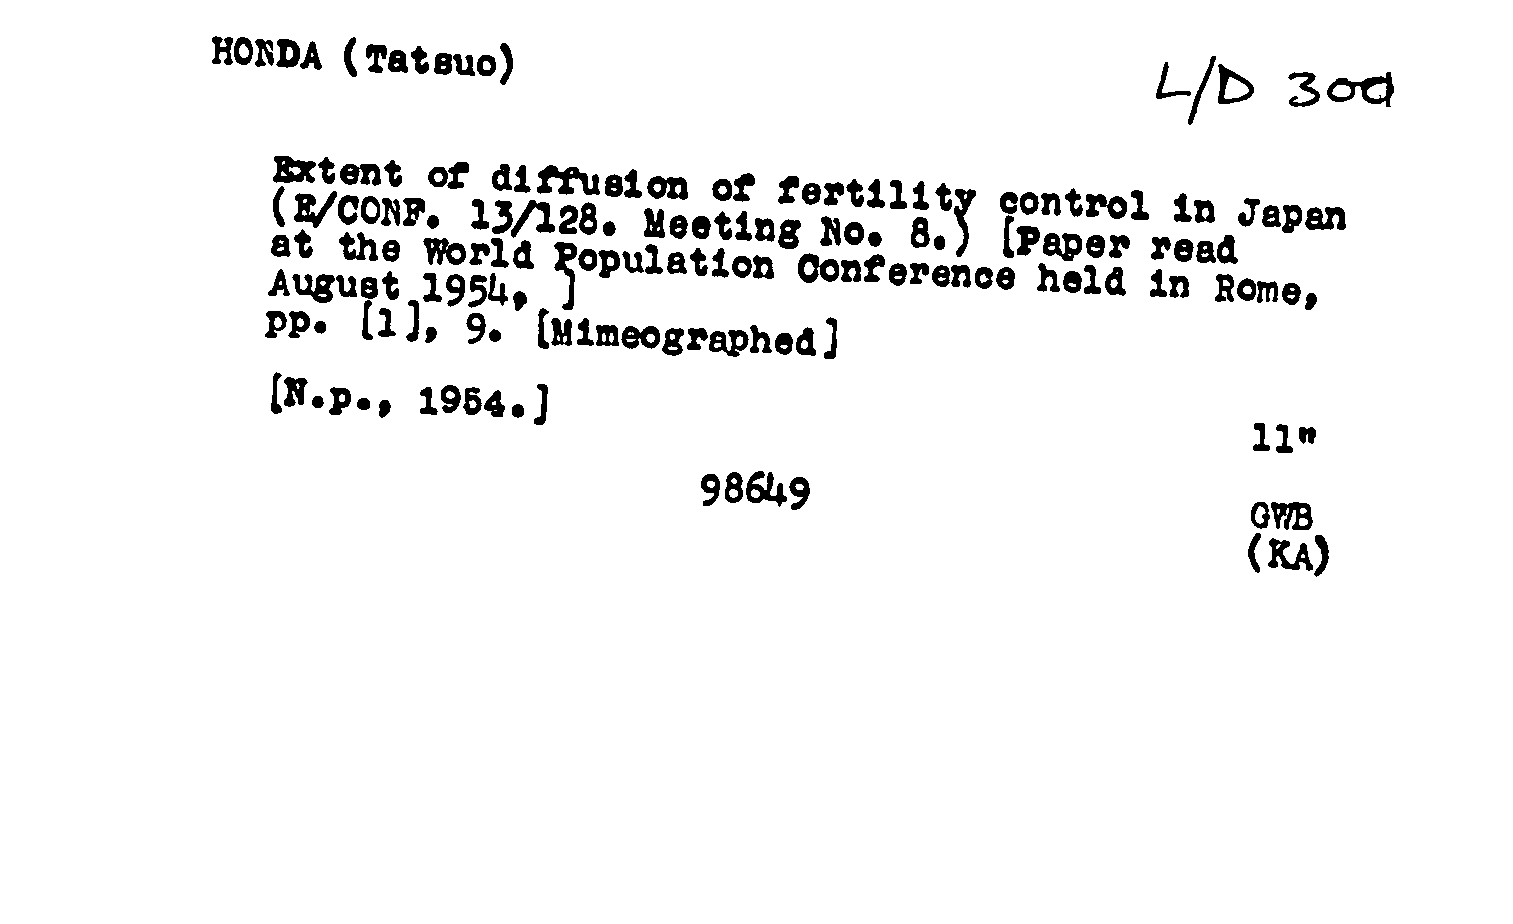 HONDA (Tatsuo)
L/D 300
Extent of diffusion of fertility control in Japan
(E/CONF. 13/128. Meeting No. 8.) [Paper read
at the World Population Conference held in Rome,
August 1954, ]
pp. [1], 9. [Mimeographed]
[N.p., 1954.]
11"
98649
GWB
(KA)